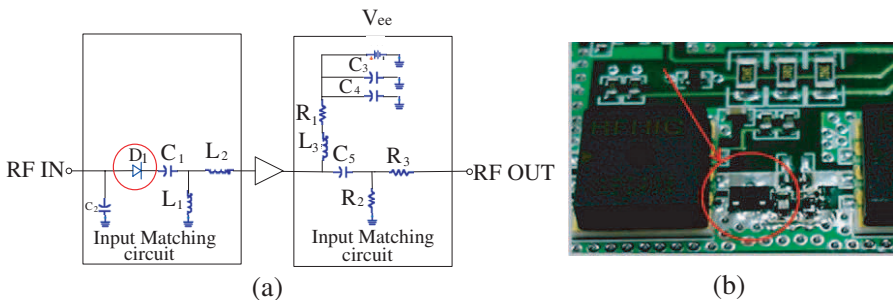 Vee
C3
C4
R1
L3
C5
R3
R2
RF OUT
Input Matching
circuit
RF IN
D1
C1
L2
C2
L1
Input Matching
circuit
(a)
(b)